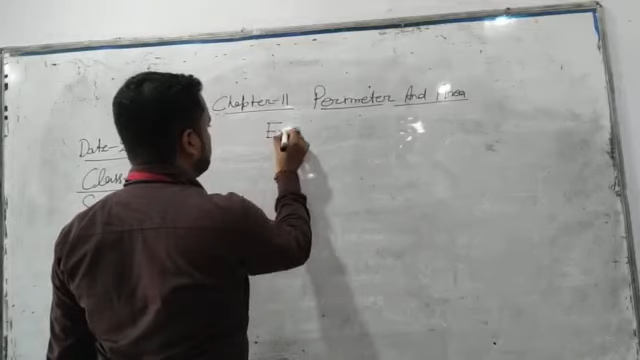 Chapter-11 Perimeter And Area
E
Date-
Class
S